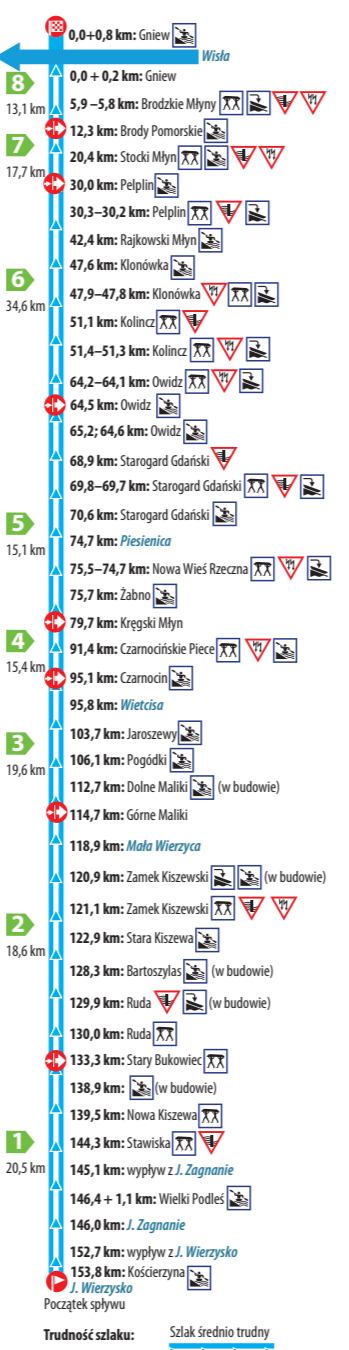 0,0+0,8 km: Gniew
Wisła
8
0,0 + 0,2 km: Gniew
13,1 km
5,9 –5,8 km: Brodzkie Młyny
12,3 km: Brody Pomorskie
7
20,4 km: Stocki Młyn
17,7 km
30,0 km: Pelplin
30,3–30,2 km: Pelplin
42,4 km: Rajkowski Młyn
47,6 km: Klonówka
6
34,6 km
47,9–47,8 km: Klonówka
51,1 km: Kolincz
51,4–51,3 km: Kolincz
64,2–64,1 km: Owidz
64,5 km: Owidz
65,2; 64,6 km: Owidz
68,9 km: Starogard Gdański
69,8–69,7 km: Starogard Gdański
70,6 km: Starogard Gdański
5
15,1 km
74,7 km: Piesienica
75,5–74,7 km: Nowa Wieś Rzeczna
75,7 km: Żabno
79,7 km: Kręgski Młyn
4
15,4 km
91,4 km: Czarnocińskie Piece
95,1 km: Czarnocin
95,8 km: Wietcisa
103,7 km: Jaroszewy
3
19,6 km
106,1 km: Pogódki
112,7 km: Dolne Maliki (w budowie)
114,7 km: Górne Maliki
118,9 km: Mała Wierzyca
120,9 km: Zamek Kiszewski (w budowie)
121,1 km: Zamek Kiszewski
2
18,6 km
122,9 km: Stara Kiszewa
128,3 km: Bartoszylas (w budowie)
129,9 km: Ruda (w budowie)
130,0 km: Ruda
133,3 km: Stary Bukowiec
138,9 km: (w budowie)
139,5 km: Nowa Kiszewa
1
20,5 km
144,3 km: Stawiska
145,1 km: wypływ z J. Zagnanie
146,4 + 1,1 km: Wielki Podleś
146,0 km: J. Zagnanie
152,7 km: wypływ z J. Wierzysko
153,8 km: Kościerzyna
J. Wierzysko
Początek spływu
Trudność szlaku: Szlak średnio trudny